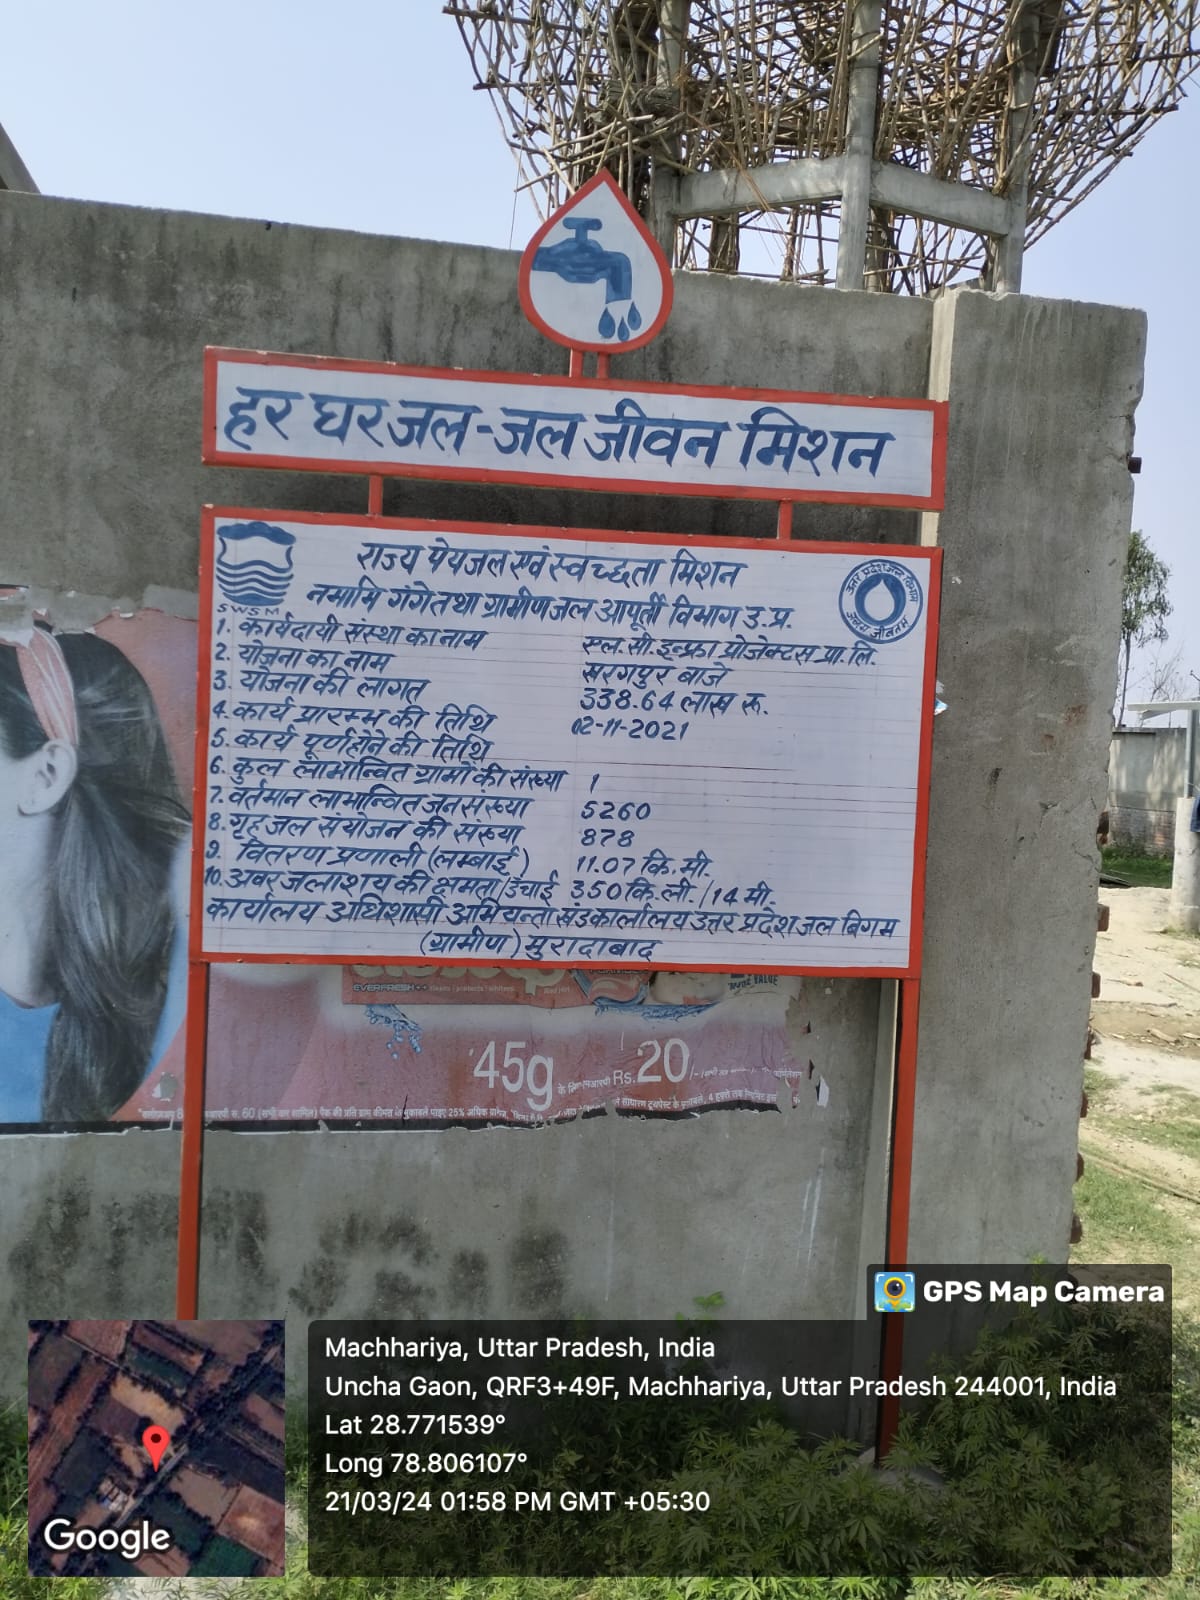 हर घर जल-जल जीवन मिशन
राज्य पेयजल एवं स्वच्छता मिशन
नमामि गंगे तथा ग्रामीण जल आपूर्ती विभाग उ.प्र.
SWSM
1. कार्यदायी संस्था का नाम एल.सी.इन्फ्रा प्रोजेक्टस प्रा.लि.
2. योजना का नाम सरगपुर बाजे
3. योजना की लागत 338.64 लाख रू.
4. कार्य प्रारम्भ की तिथि 02-11-2021
5. कार्य पूर्ण होने की तिथि
6. कुल लाभान्वित ग्रामों की संख्या 1
7. वर्तमान लाभान्वित जनसंख्या 5260
8. गृह जल संयोजन की संख्या 878
9. वितरण प्रणाली (लम्बाई) 11.07 कि.मी.
10. अवर जलाशय की क्षमता/ऊँचाई 350 कि.ली./14 मी.
कार्यालय अधिशासी अभियन्ता खंडकार्लालय उत्तर प्रदेश जल बिगम
(ग्रामीण) मुरादाबाद
EVERFRESH++
VALUE
45g Rs.20/-
GPS Map Camera
Machhariya, Uttar Pradesh, India
Uncha Gaon, QRF3+49F, Machhariya, Uttar Pradesh 244001, India
Lat 28.771539°
Long 78.806107°
21/03/24 01:58 PM GMT +05:30
Google